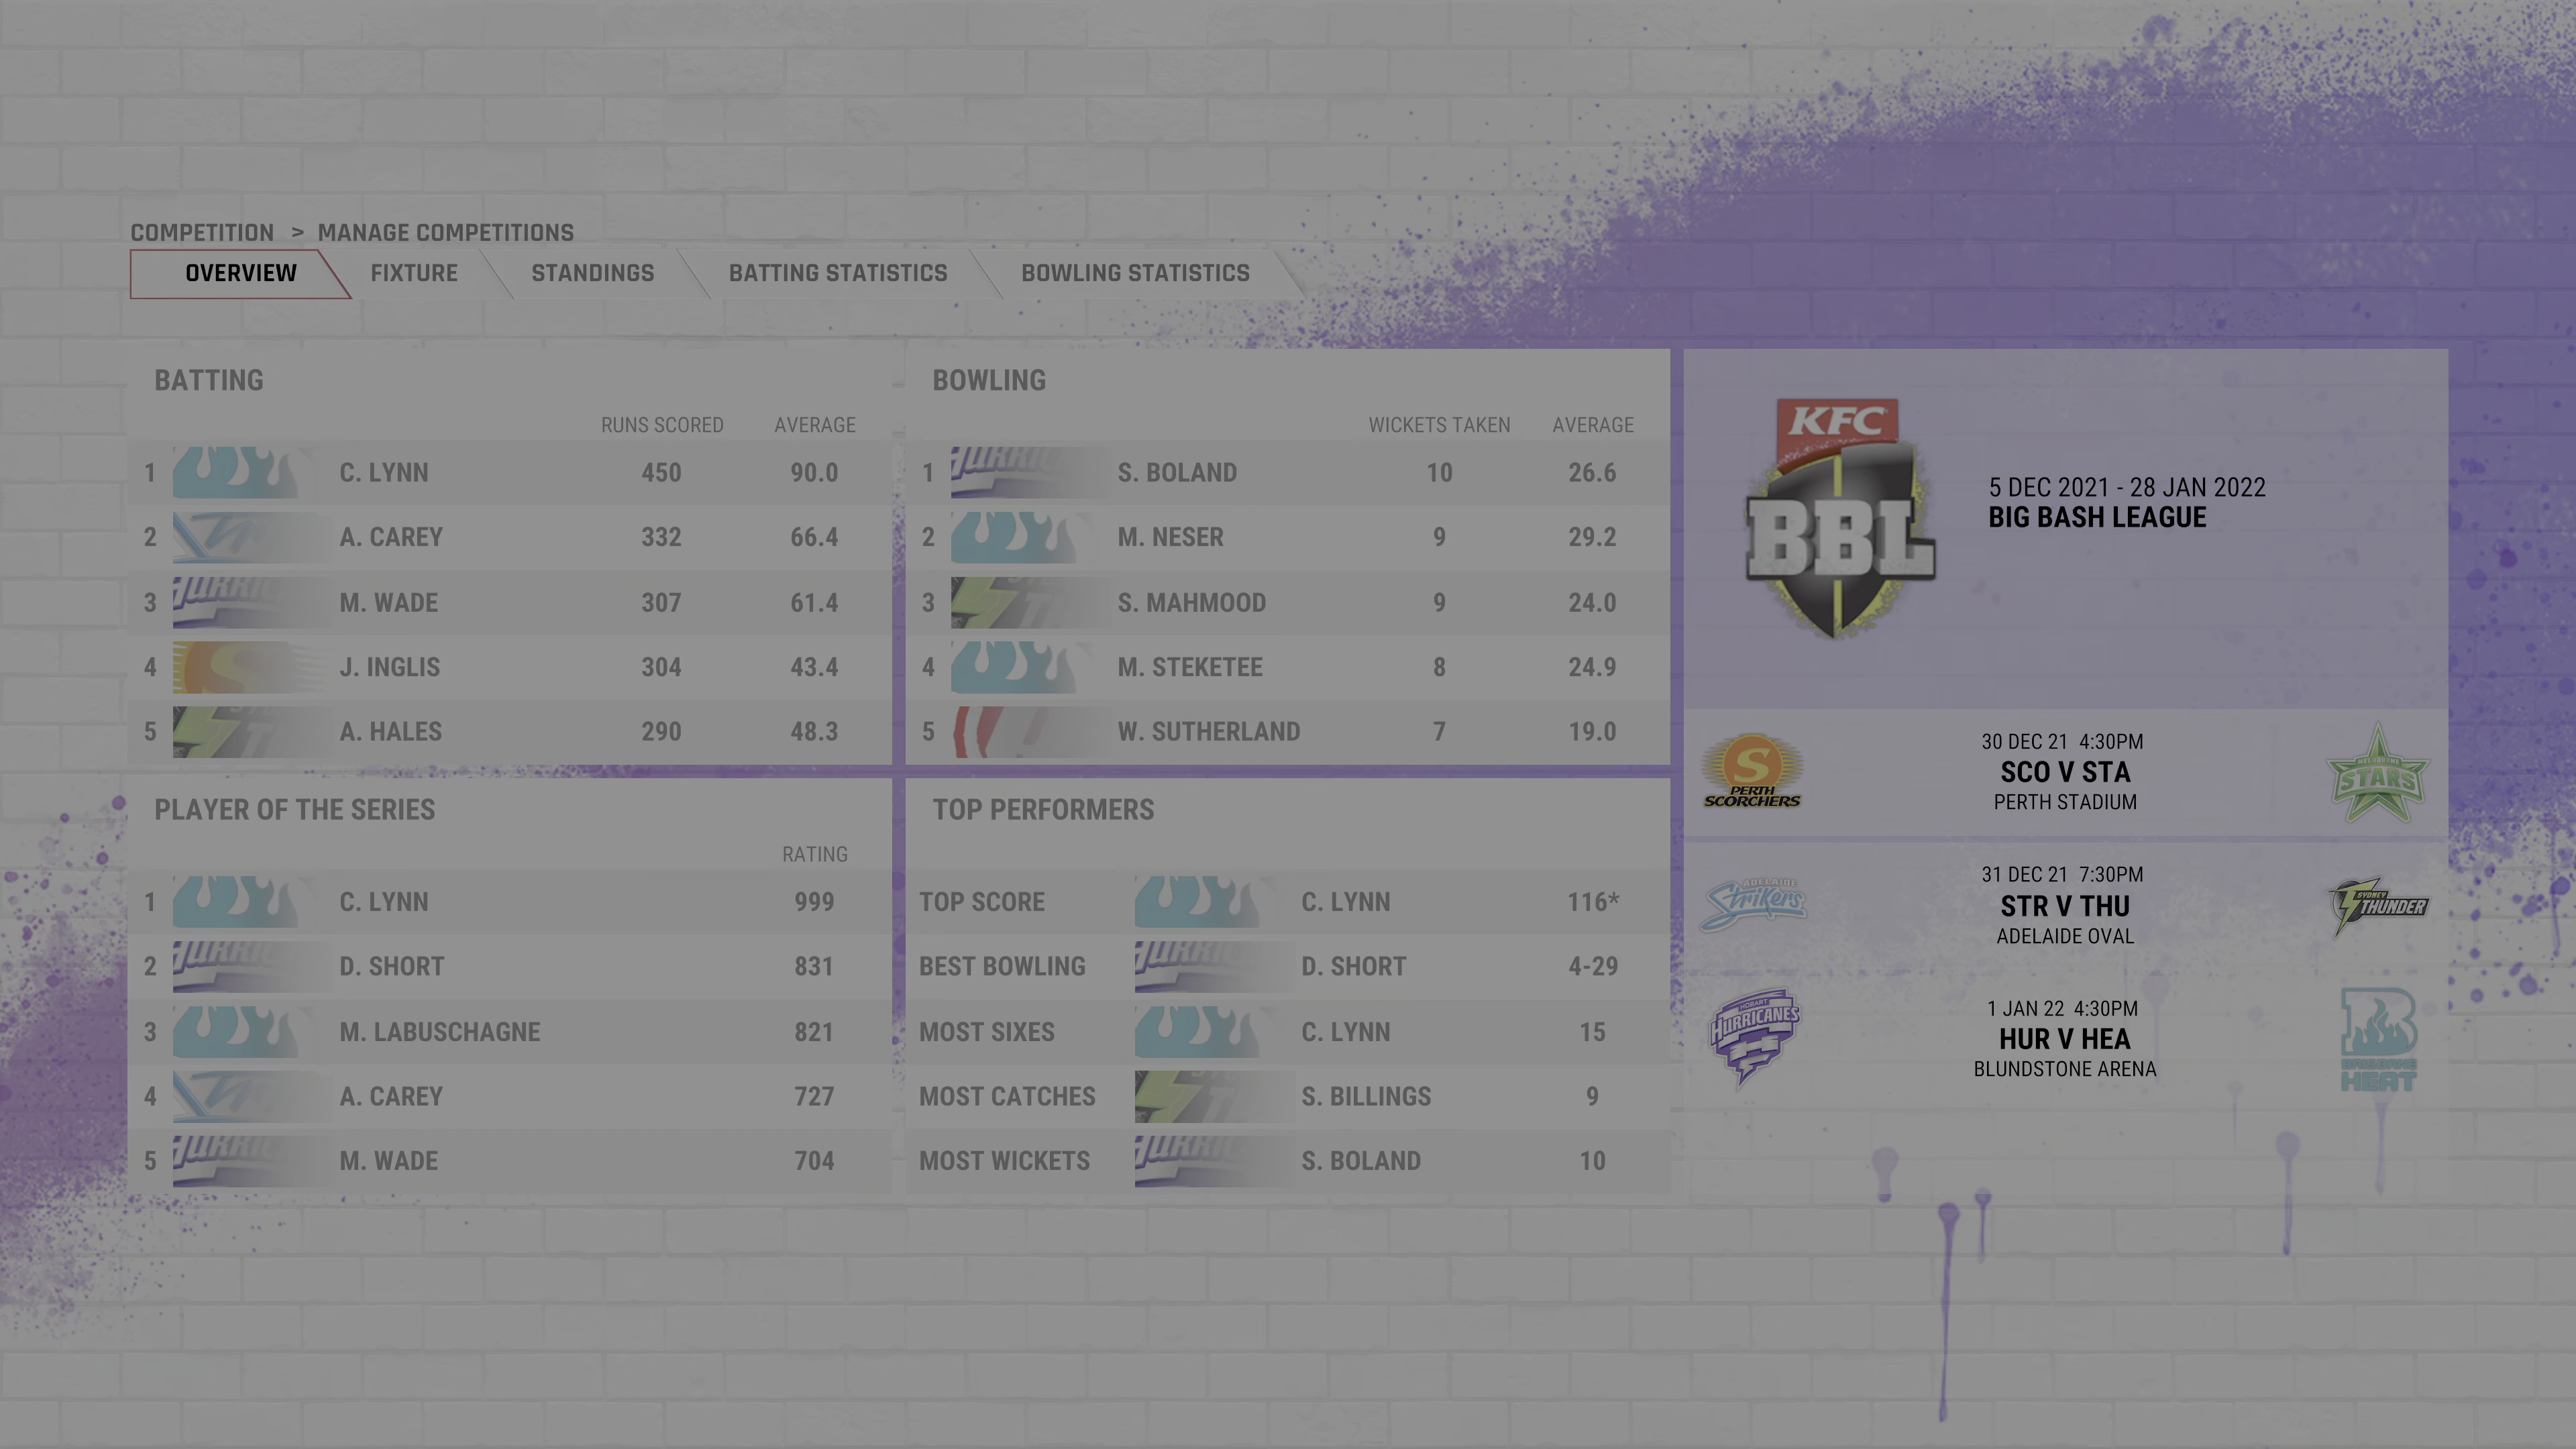 COMPETITION > MANAGE COMPETITIONS
OVERVIEW FIXTURE STANDINGS BATTING STATISTICS BOWLING STATISTICS
BATTING
RUNS SCORED AVERAGE
1 C. LYNN 450 90.0
2 A. CAREY 332 66.4
3 M. WADE 307 61.4
4 J. INGLIS 304 43.4
5 A. HALES 290 48.3
BOWLING
WICKETS TAKEN AVERAGE
1 S. BOLAND 10 26.6
2 M. NESER 9 29.2
3 S. MAHMOOD 9 24.0
4 M. STEKETEE 8 24.9
5 W. SUTHERLAND 7 19.0
PLAYER OF THE SERIES
RATING
1 C. LYNN 999
2 D. SHORT 831
3 M. LABUSCHAGNE 821
4 A. CAREY 727
5 M. WADE 704
TOP PERFORMERS
TOP SCORE C. LYNN 116*
BEST BOWLING D. SHORT 4-29
MOST SIXES C. LYNN 15
MOST CATCHES S. BILLINGS 9
MOST WICKETS S. BOLAND 10
KFC
BBL
5 DEC 2021 - 28 JAN 2022
BIG BASH LEAGUE
S
PERTH
SCORCHERS
30 DEC 21 4:30PM
SCO V STA
PERTH STADIUM
MELBOURNE
STARS
ADELAIDE
Strikers
31 DEC 21 7:30PM
STR V THU
ADELAIDE OVAL
SYDNEY
THUNDER
HOBART
HURRICANES
1 JAN 22 4:30PM
HUR V HEA
BLUNDSTONE ARENA
B
BRISBANE
HEAT